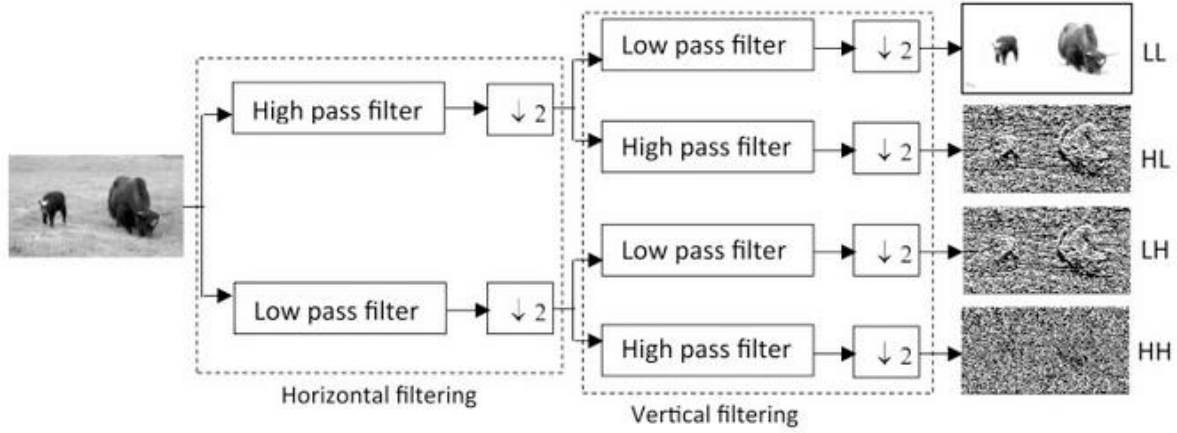 Low pass filter
↓ 2
LL
High pass filter
↓ 2
High pass filter
↓ 2
HL
Low pass filter
↓ 2
LH
Low pass filter
↓ 2
High pass filter
↓ 2
HH
Horizontal filtering
Vertical filtering